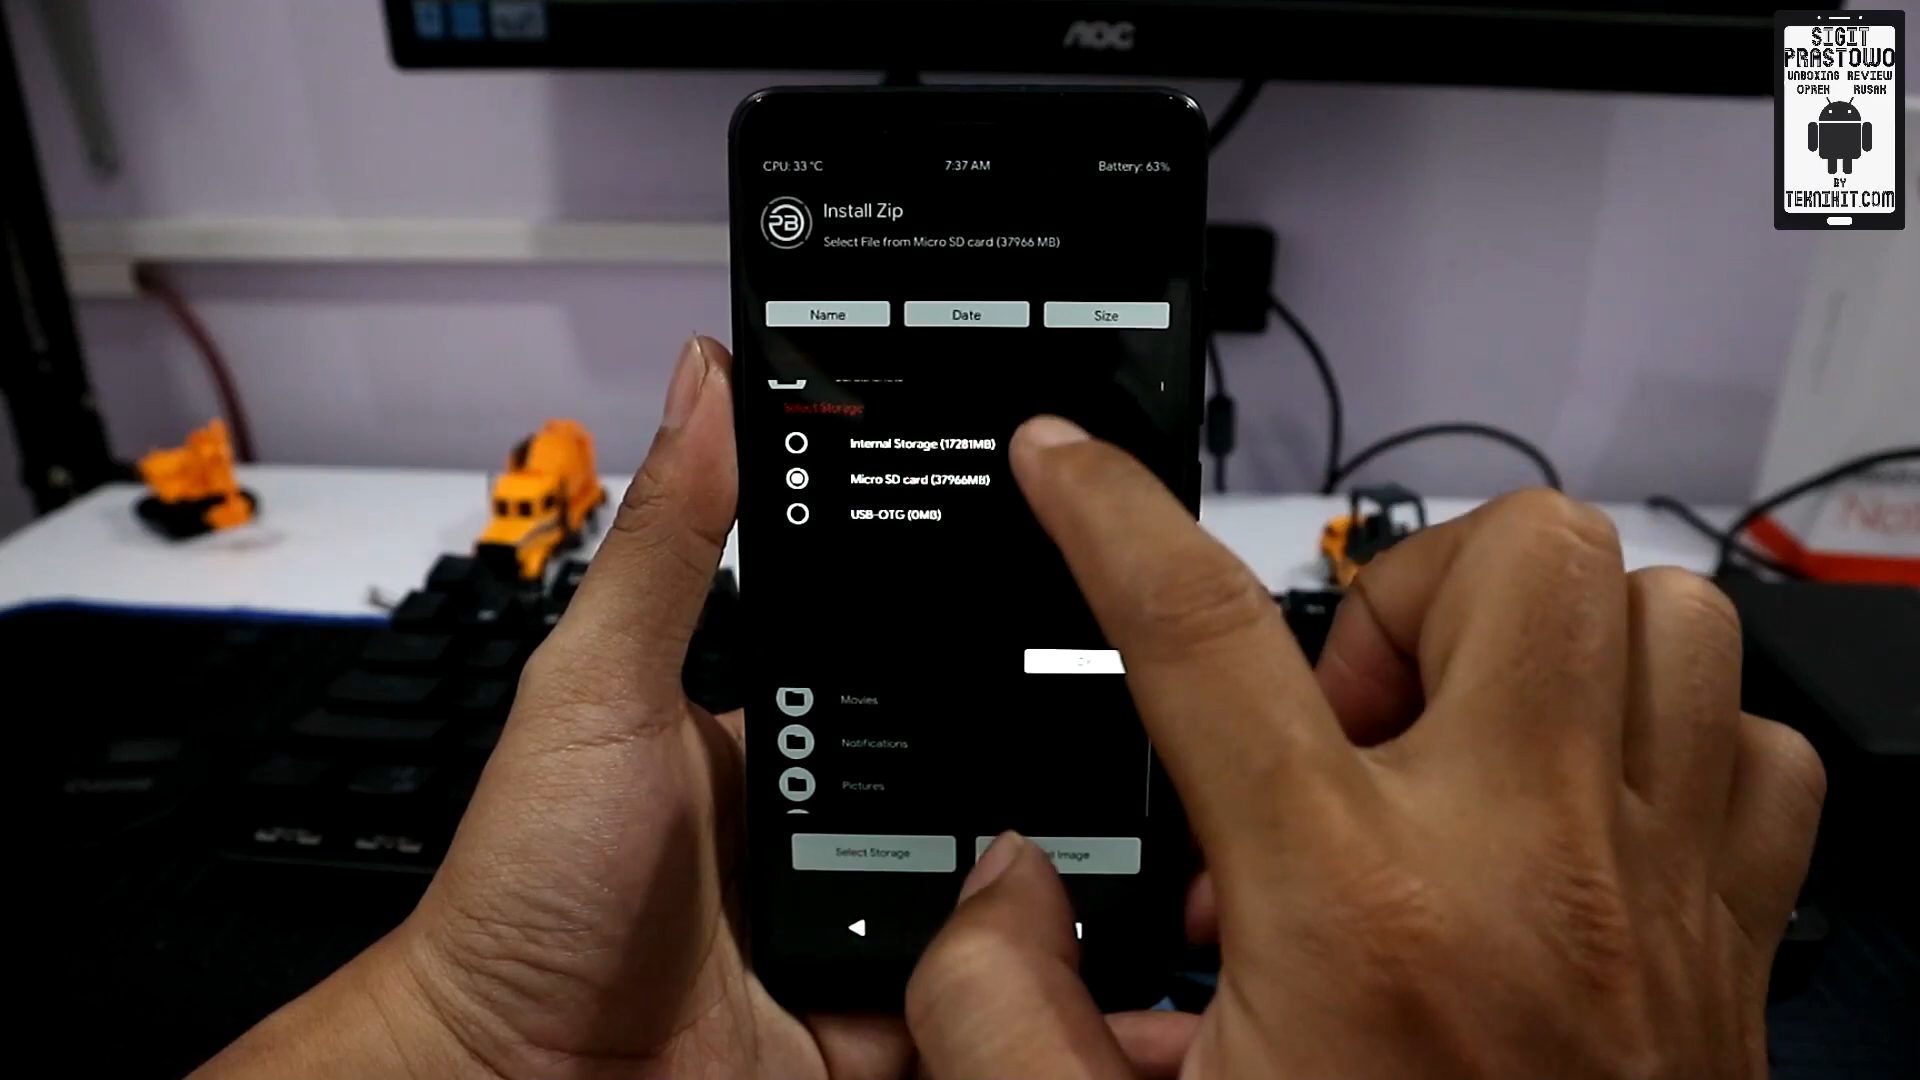 AOC
SIGIT
PRASTOWO
UNBOXING REVIEW
OPREK RUSAK
BY
TEKNIKIT.COM
CPU: 33 °C
7:37 AM
Battery: 63%
Install Zip
Select File from Micro SD card (37966 MB)
Name
Date
Size
Select Storage
Internal Storage (17281MB)
Micro SD card (37966MB)
USB-OTG (0MB)
Movies
Notifications
Pictures
Select Storage
Image